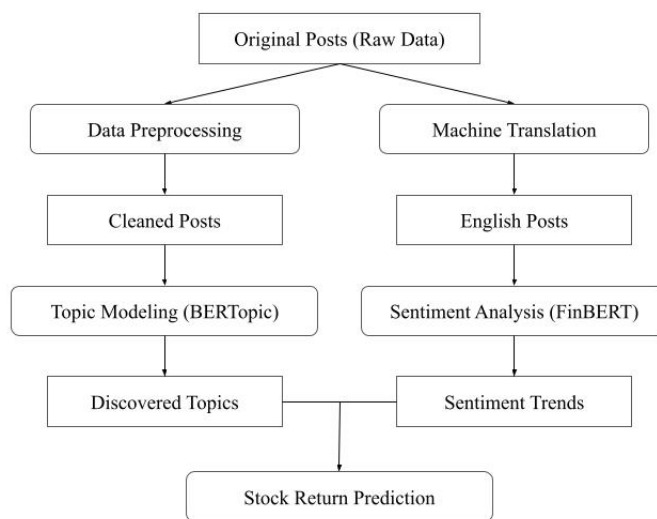 Original Posts (Raw Data)
Data Preprocessing
Machine Translation
Cleaned Posts
English Posts
Topic Modeling (BERTopic)
Sentiment Analysis (FinBERT)
Discovered Topics
Sentiment Trends
Stock Return Prediction